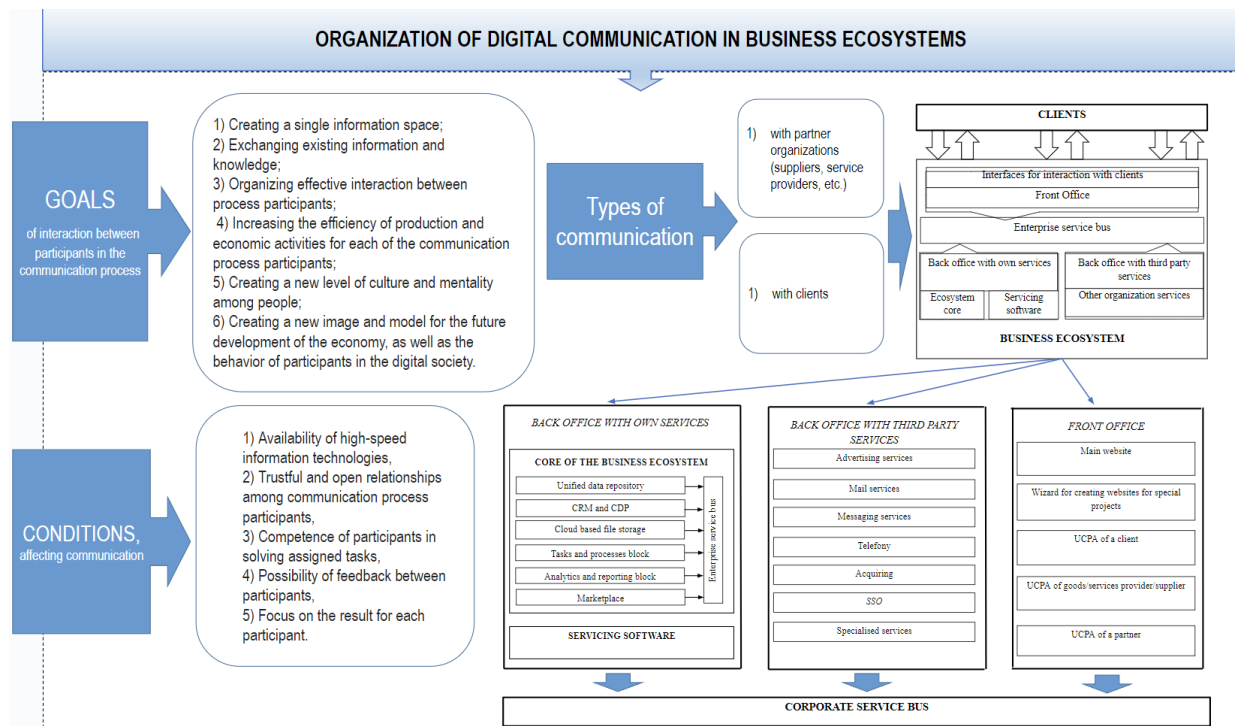 ORGANIZATION OF DIGITAL COMMUNICATION IN BUSINESS ECOSYSTEMS
GOALS
of interaction between
participants in the
communication process
1) Creating a single information space;
2) Exchanging existing information and
knowledge;
3) Organizing effective interaction between
process participants;
4) Increasing the efficiency of production and
economic activities for each of the communication
process participants;
5) Creating a new level of culture and mentality
among people;
6) Creating a new image and model for the future
development of the economy, as well as the
behavior of participants in the digital society.
Types of
communication
1) with partner
organizations
(suppliers, service
providers, etc.)
1) with clients
CLIENTS
Interfaces for interaction with clients
Front Office
Enterprise service bus
Back office with own services
Ecosystem
core
Servicing
software
Back office with third party
services
Other organization services
BUSINESS ECOSYSTEM
CONDITIONS,
affecting communication
1) Availability of high-speed
information technologies,
2) Trustful and open relationships
among communication process
participants,
3) Competence of participants in
solving assigned tasks,
4) Possibility of feedback between
participants,
5) Focus on the result for each
participant.
BACK OFFICE WITH OWN SERVICES
CORE OF THE BUSINESS ECOSYSTEM
Unified data repository
CRM and CDP
Cloud based file storage
Tasks and processes block
Analytics and reporting block
Marketplace
Enterprise service bus
SERVICING SOFTWARE
BACK OFFICE WITH THIRD PARTY
SERVICES
Advertising services
Mail services
Messaging services
Telefony
Acquiring
SSO
Specialised services
FRONT OFFICE
Main website
Wizard for creating websites for special
projects
UCPA of a client
UCPA of goods/services provider/supplier
UCPA of a partner
CORPORATE SERVICE BUS